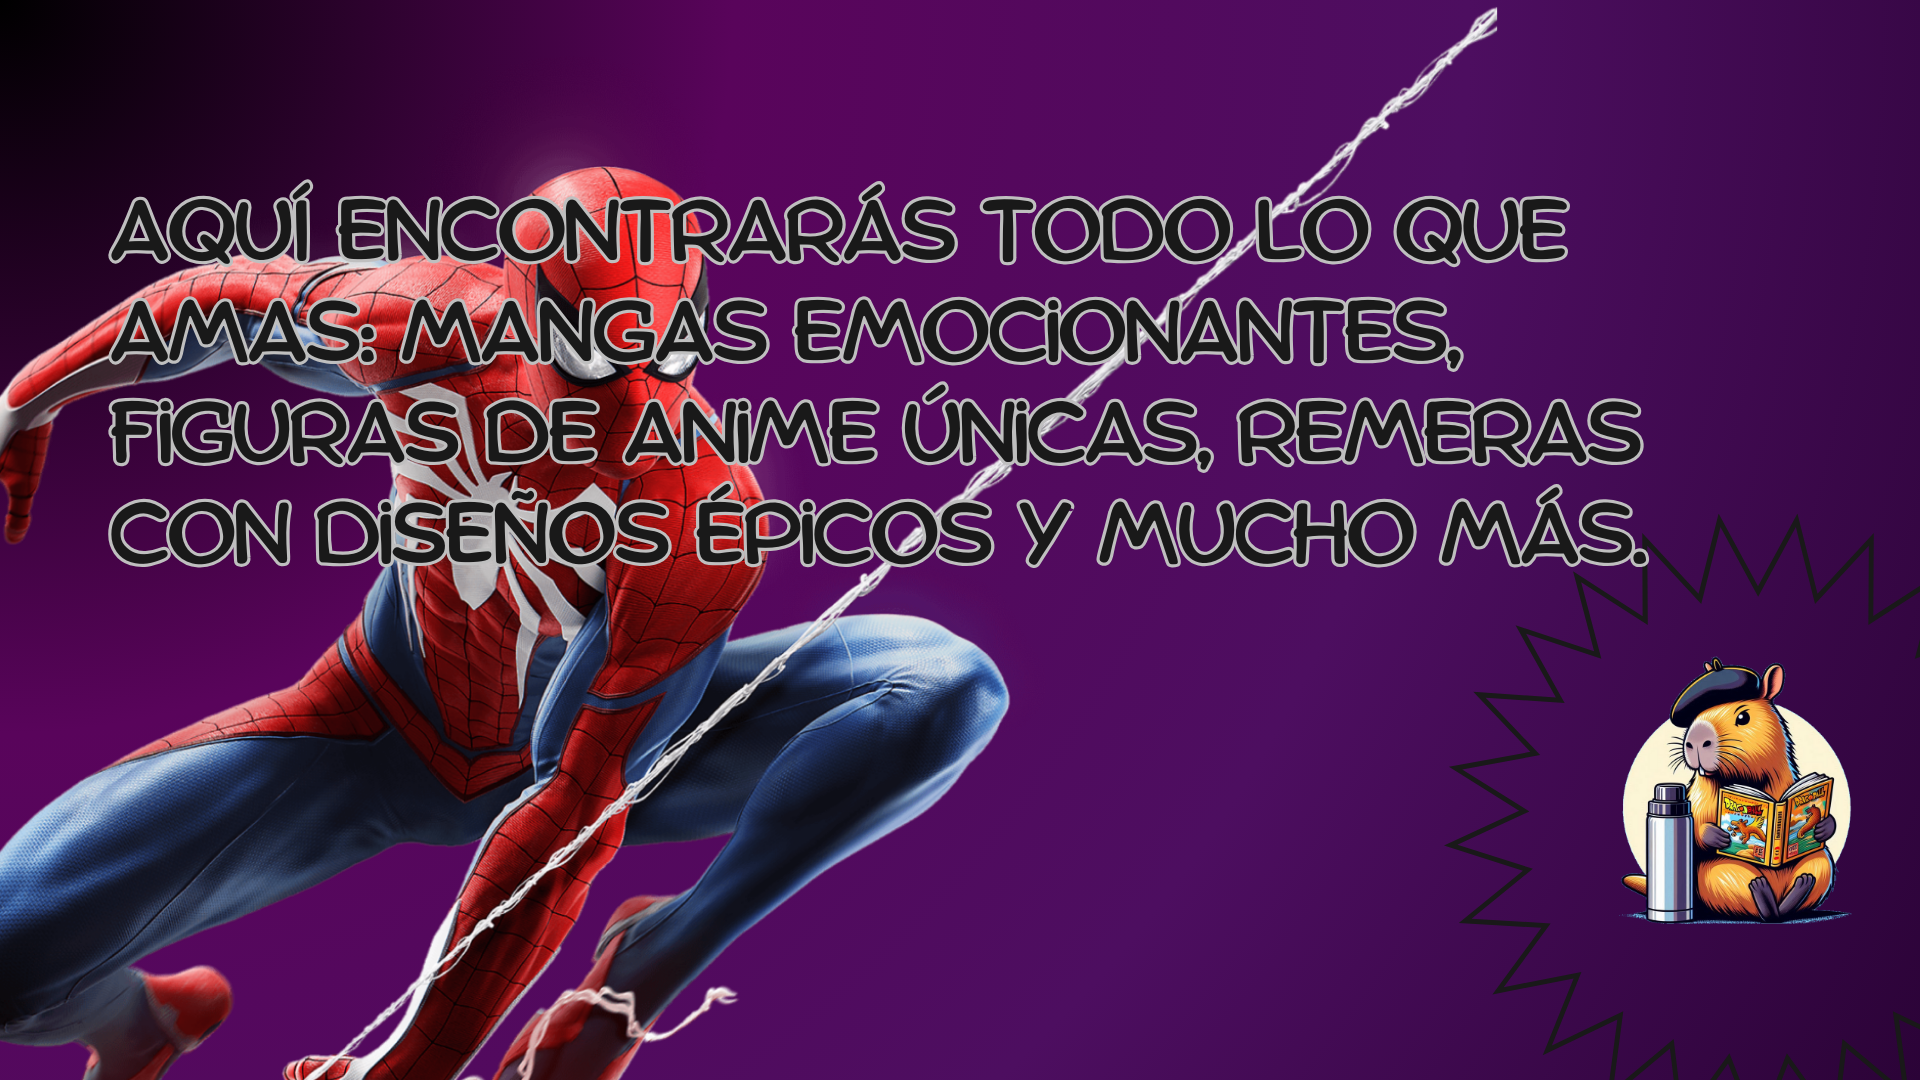 AQUÍ ENCONTRARÁS TODO LO QUE
AMAS: MANGAS EMOCIONANTES,
FIGURAS DE ANIME ÚNICAS, REMERAS
CON DISEÑOS ÉPICOS Y MUCHO MÁS.